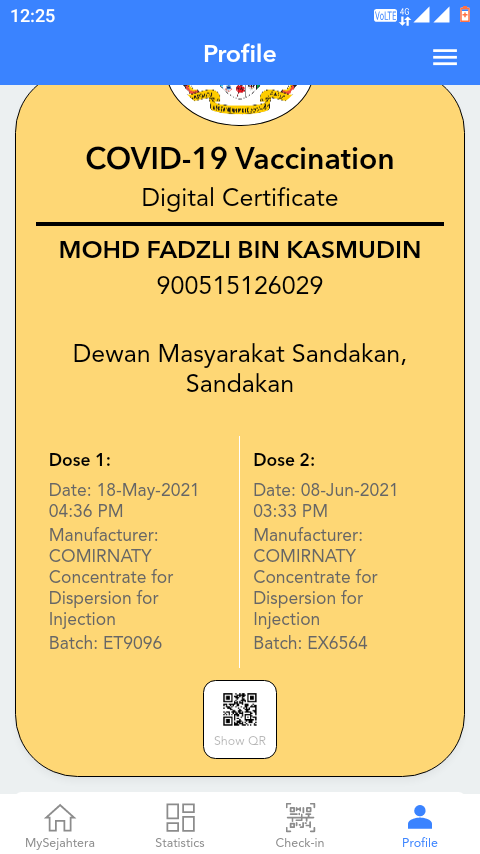 12:25
VoLTE 4G
Profile
COVID-19 Vaccination
Digital Certificate
MOHD FADZLI BIN KASMUDIN
900515126029
Dewan Masyarakat Sandakan,
Sandakan
Dose 1:
Date: 18-May-2021
04:36 PM
Manufacturer:
COMIRNATY
Concentrate for
Dispersion for
Injection
Batch: ET9096
Dose 2:
Date: 08-Jun-2021
03:33 PM
Manufacturer:
COMIRNATY
Concentrate for
Dispersion for
Injection
Batch: EX6564
Show QR
MySejahtera
Statistics
Check-in
Profile